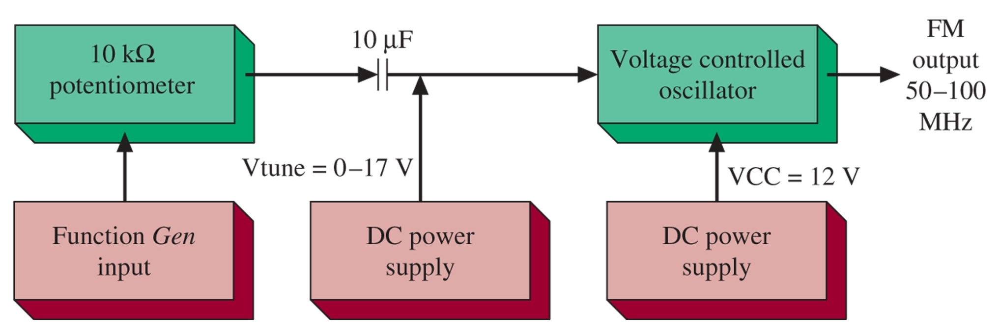 10 kΩ
potentiometer
10 μF
Voltage controlled
oscillator
FM
output
50–100
MHz
Vtune = 0–17 V
VCC = 12 V
Function Gen
input
DC power
supply
DC power
supply